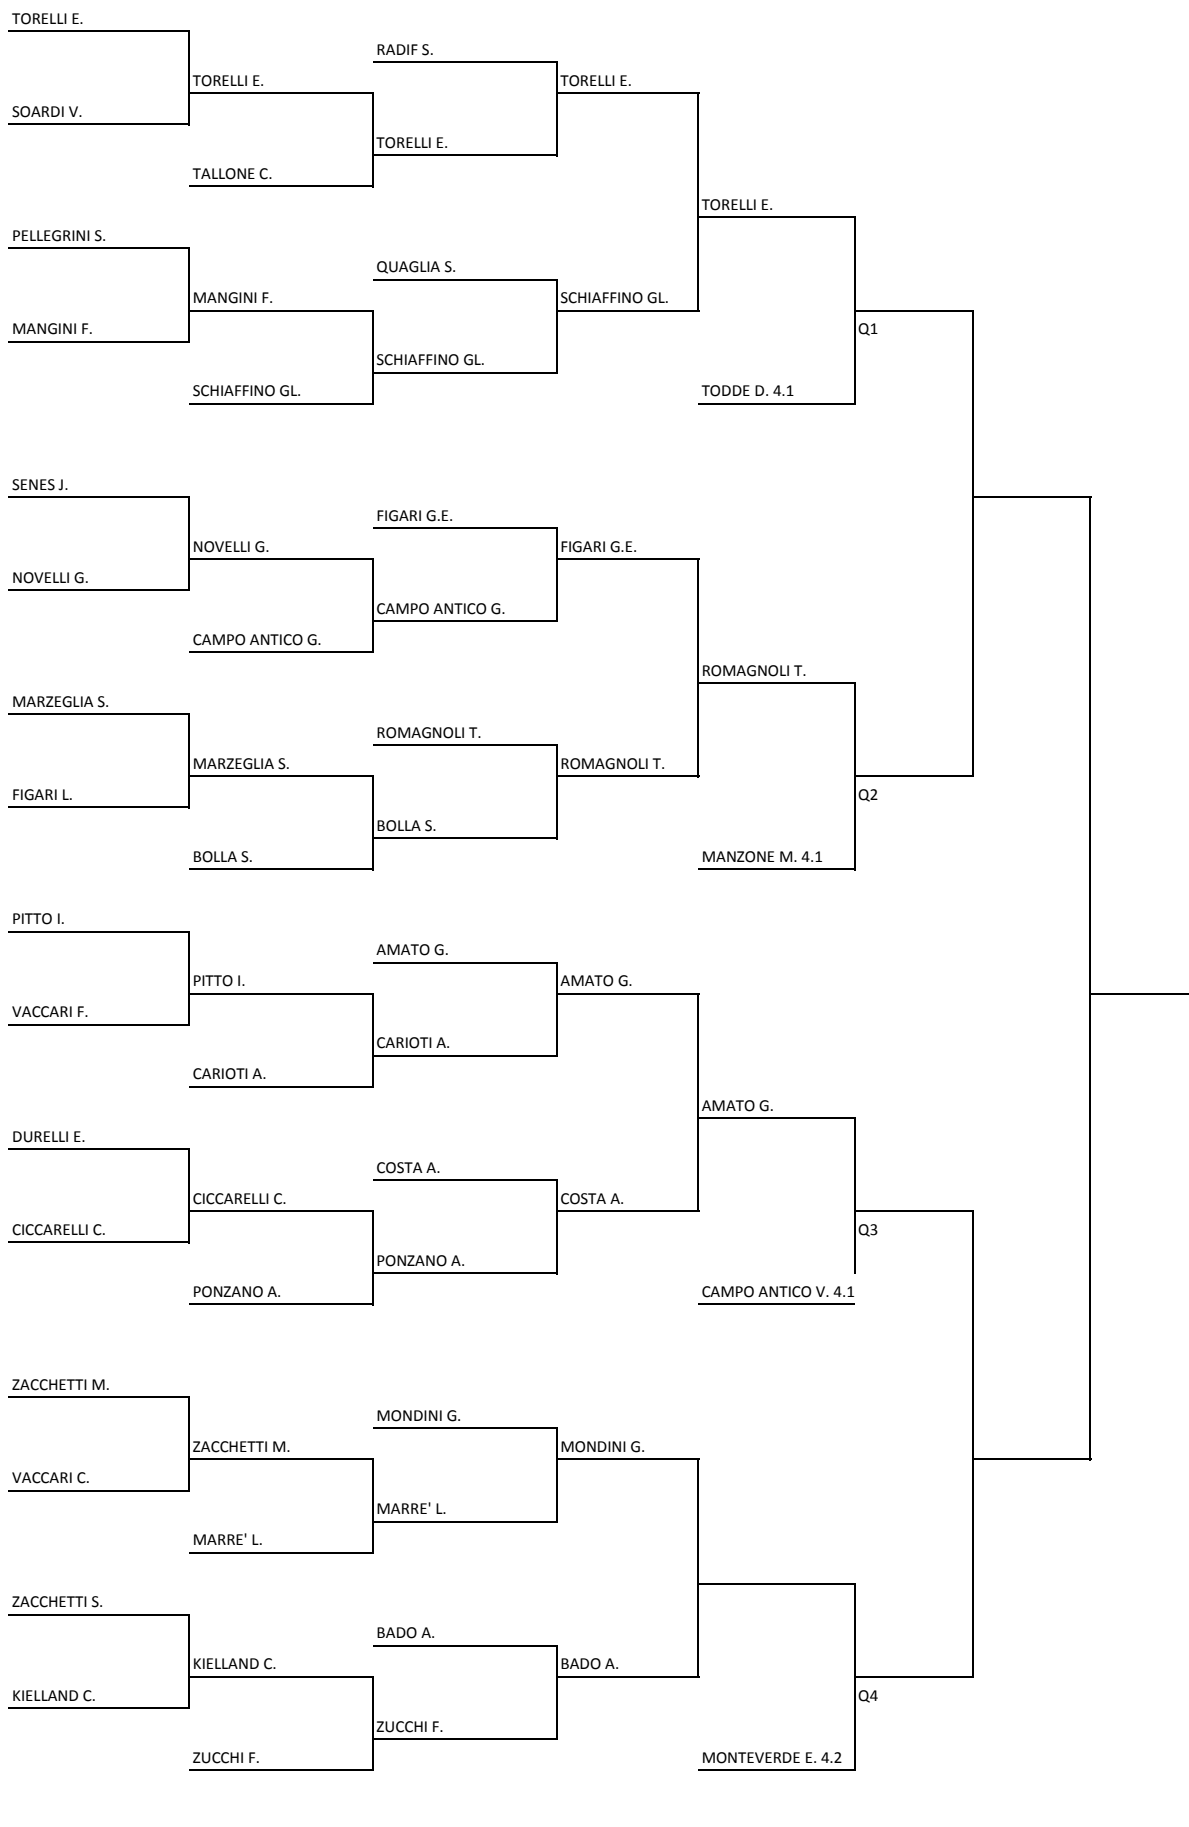 TORELLI E.
RADIF S.
TORELLI E.
TORELLI E.
SOARDI V.
TORELLI E.
TALLONE C.
TORELLI E.
PELLEGRINI S.
QUAGLIA S.
MANGINI F.
SCHIAFFINO GL.
MANGINI F.
Q1
SCHIAFFINO GL.
SCHIAFFINO GL.
TODDE D. 4.1
SENES J.
FIGARI G.E.
NOVELLI G.
FIGARI G.E.
NOVELLI G.
CAMPO ANTICO G.
CAMPO ANTICO G.
ROMAGNOLI T.
MARZEGLIA S.
ROMAGNOLI T.
MARZEGLIA S.
ROMAGNOLI T.
FIGARI L.
Q2
BOLLA S.
BOLLA S.
MANZONE M. 4.1
PITTO I.
AMATO G.
PITTO I.
AMATO G.
VACCARI F.
CARIOTI A.
CARIOTI A.
AMATO G.
DURELLI E.
COSTA A.
CICCARELLI C.
COSTA A.
CICCARELLI C.
Q3
PONZANO A.
PONZANO A.
CAMPO ANTICO V. 4.1
ZACCHETTI M.
MONDINI G.
ZACCHETTI M.
MONDINI G.
VACCARI C.
MARRE' L.
MARRE' L.
ZACCHETTI S.
BADO A.
KIELLAND C.
BADO A.
KIELLAND C.
Q4
ZUCCHI F.
ZUCCHI F.
MONTEVERDE E. 4.2